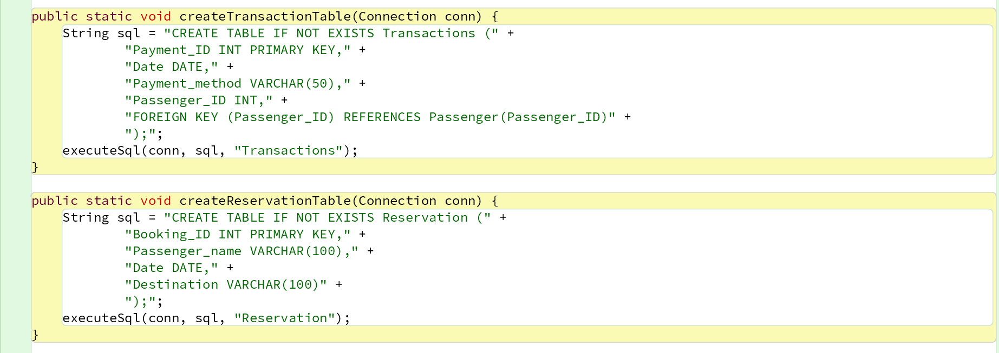 public static void createTransactionTable(Connection conn) {
    String sql = "CREATE TABLE IF NOT EXISTS Transactions (" +
            "Payment_ID INT PRIMARY KEY," +
            "Date DATE," +
            "Payment_method VARCHAR(50)," +
            "Passenger_ID INT," +
            "FOREIGN KEY (Passenger_ID) REFERENCES Passenger(Passenger_ID)" +
            ");";
    executeSql(conn, sql, "Transactions");
}
public static void createReservationTable(Connection conn) {
    String sql = "CREATE TABLE IF NOT EXISTS Reservation (" +
            "Booking_ID INT PRIMARY KEY," +
            "Passenger_name VARCHAR(100)," +
            "Date DATE," +
            "Destination VARCHAR(100)" +
            ");";
    executeSql(conn, sql, "Reservation");
}